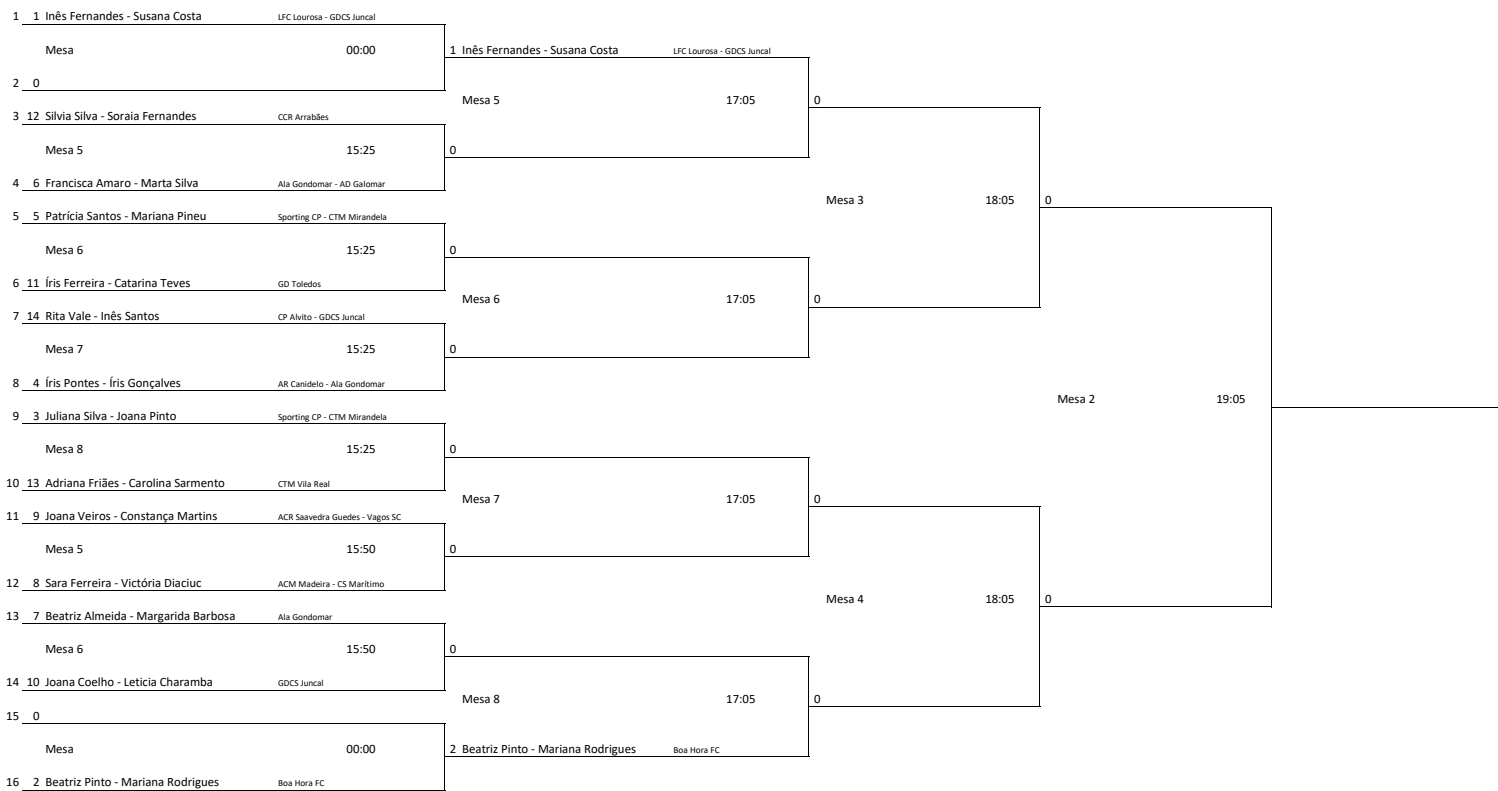 1 1 Inês Fernandes - Susana Costa LFC Lourosa - GDCS Juncal
Mesa 00:00
1 Inês Fernandes - Susana Costa LFC Lourosa - GDCS Juncal
2 0
Mesa 5 17:05
0
3 12 Silvia Silva - Soraia Fernandes CCR Arrabães
Mesa 5 15:25
0
4 6 Francisca Amaro - Marta Silva Ala Gondomar - AD Galomar
Mesa 3 18:05
0
5 5 Patrícia Santos - Mariana Pineu Sporting CP - CTM Mirandela
Mesa 6 15:25
0
6 11 Íris Ferreira - Catarina Teves GD Toledos
Mesa 6 17:05
0
7 14 Rita Vale - Inês Santos CP Alvito - GDCS Juncal
Mesa 7 15:25
0
8 4 Íris Pontes - Íris Gonçalves AR Canidelo - Ala Gondomar
Mesa 2 19:05
9 3 Juliana Silva - Joana Pinto Sporting CP - CTM Mirandela
Mesa 8 15:25
0
10 13 Adriana Friães - Carolina Sarmento CTM Vila Real
Mesa 7 17:05
0
11 9 Joana Veiros - Constança Martins ACR Saavedra Guedes - Vagos SC
Mesa 5 15:50
0
12 8 Sara Ferreira - Victória Diaciuc ACM Madeira - CS Marítimo
Mesa 4 18:05
0
13 7 Beatriz Almeida - Margarida Barbosa Ala Gondomar
Mesa 6 15:50
0
14 10 Joana Coelho - Leticia Charamba GDCS Juncal
Mesa 8 17:05
0
15 0
Mesa 00:00
2 Beatriz Pinto - Mariana Rodrigues Boa Hora FC
16 2 Beatriz Pinto - Mariana Rodrigues Boa Hora FC